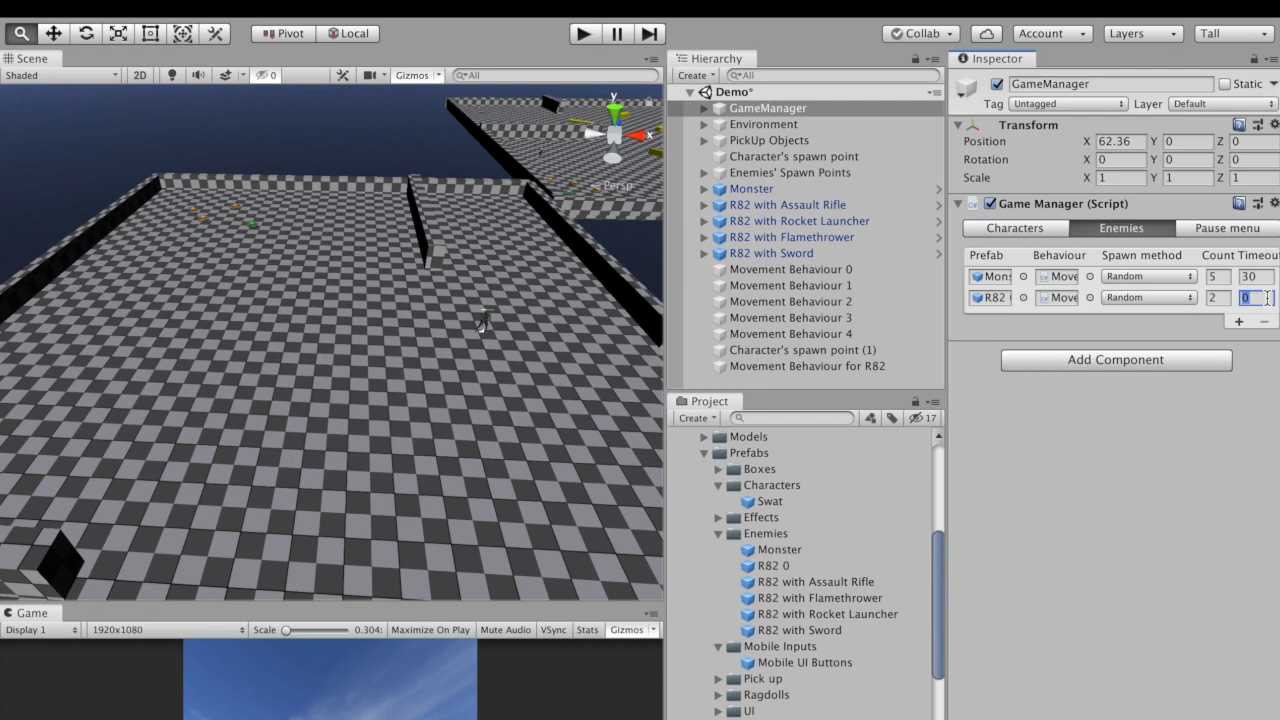 Pivot Local Collab Account Layers Tall
Scene
Shaded 2D 0 Gizmos All
y
x
Persp
Game
Display 1 1920x1080 Scale 0.304: Maximize On Play Mute Audio VSync Stats Gizmos
Hierarchy
Create All
Demo*
GameManager
Environment
PickUp Objects
Character's spawn point
Enemies' Spawn Points
Monster
R82 with Assault Rifle
R82 with Rocket Launcher
R82 with Flamethrower
R82 with Sword
Movement Behaviour 0
Movement Behaviour 1
Movement Behaviour 2
Movement Behaviour 3
Movement Behaviour 4
Character's spawn point (1)
Movement Behaviour for R82
Project
Create 17
Models
Prefabs
Boxes
Characters
Swat
Effects
Enemies
Monster
R82 0
R82 with Assault Rifle
R82 with Flamethrower
R82 with Rocket Launcher
R82 with Sword
Mobile Inputs
Mobile UI Buttons
Pick up
Ragdolls
UI
Inspector
GameManager Static
Tag Untagged Layer Default
Transform
Position X 62.36 Y 0 Z 0
Rotation X 0 Y 0 Z 0
Scale X 1 Y 1 Z 1
Game Manager (Script)
Characters Enemies Pause menu
Prefab Behaviour Spawn method Count Timeou
Mons Move Random 5 30
R82 Move Random 2 0
Add Component